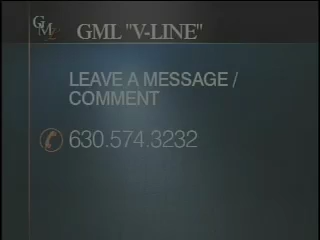 GML
GML "V-LINE"
LEAVE A MESSAGE /
COMMENT
630.574.3232